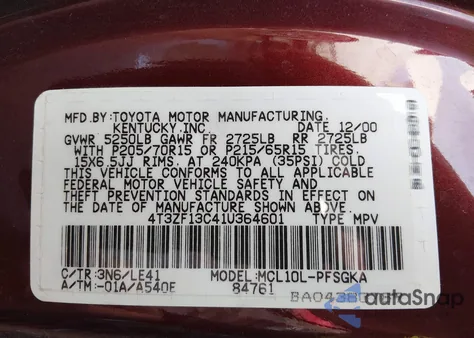 MFD.BY:TOYOTA MOTOR MANUFACTURING,
KENTUCKY,INC. DATE 12/00
GVWR 5250LB GAWR FR 2725LB RR 2725LB
WITH P205/70R15 OR P215/65R15 TIRES.
15X6.5JJ RIMS. AT 240KPA (35PSI) COLD
THIS VEHICLE CONFORMS TO ALL APPLICABLE
FEDERAL MOTOR VEHICLE SAFETY AND
THEFT PREVENTION STANDARDS IN EFFECT ON
THE DATE OF MANUFACTURE SHOWN ABOVE.
4T3ZF13C41U364601 TYPE MPV
C/TR:3N6/LE41 MODEL:MCL10L-PFSGKA
A/TM:-01A/A540E 84761
autoSnap